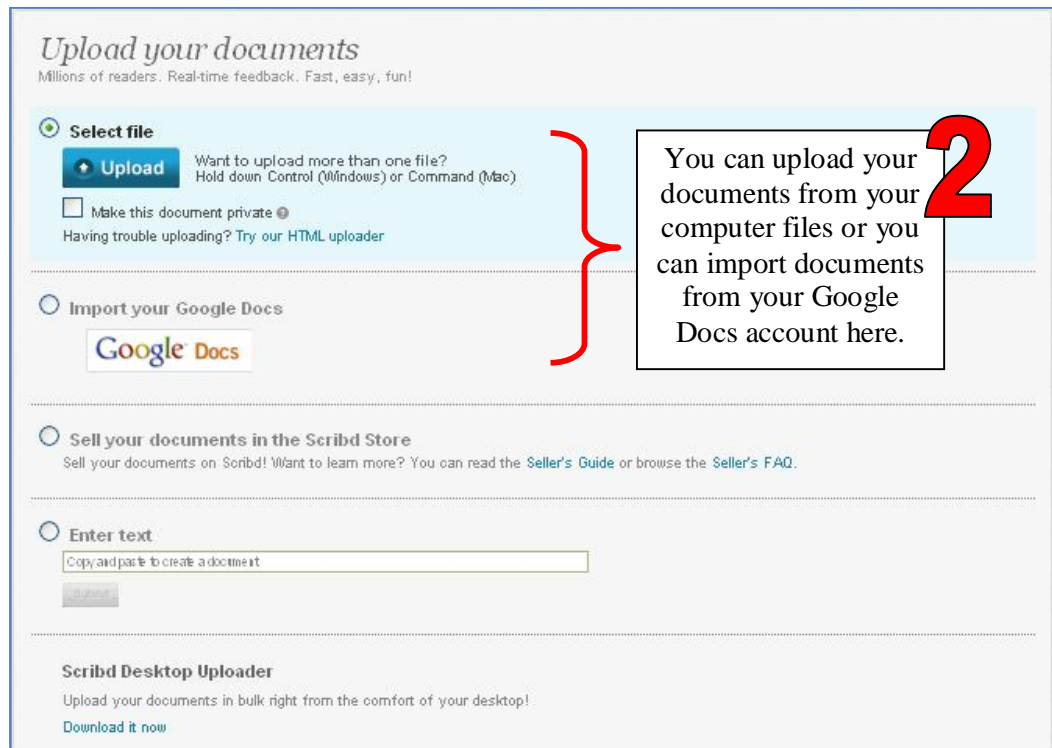 Upload your documents
Millions of readers. Real-time feedback. Fast, easy, fun!
Select file
Upload
Want to upload more than one file?
Hold down Control (Windows) or Command (Mac)
Make this document private
Having trouble uploading? Try our HTML uploader
2
You can upload your
documents from your
computer files or you
can import documents
from your Google
Docs account here.
Import your Google Docs
Google Docs
Sell your documents in the Scribd Store
Sell your documents on Scribd! Want to learn more? You can read the Seller's Guide or browse the Seller's FAQ.
Enter text
Copy and paste to create a document
Submit
Scribd Desktop Uploader
Upload your documents in bulk right from the comfort of your desktop!
Download it now